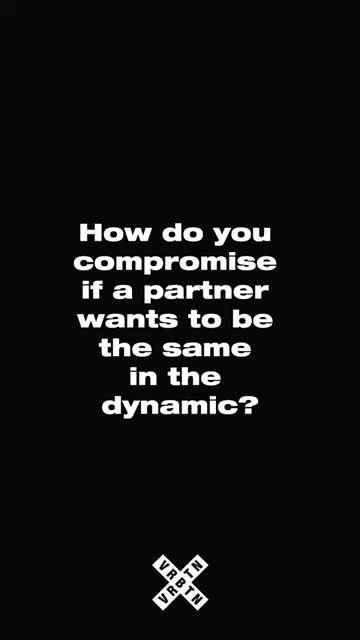 How do you
compromise
if a partner
wants to be
the same
in the
dynamic?
VRBTN
VRBTN